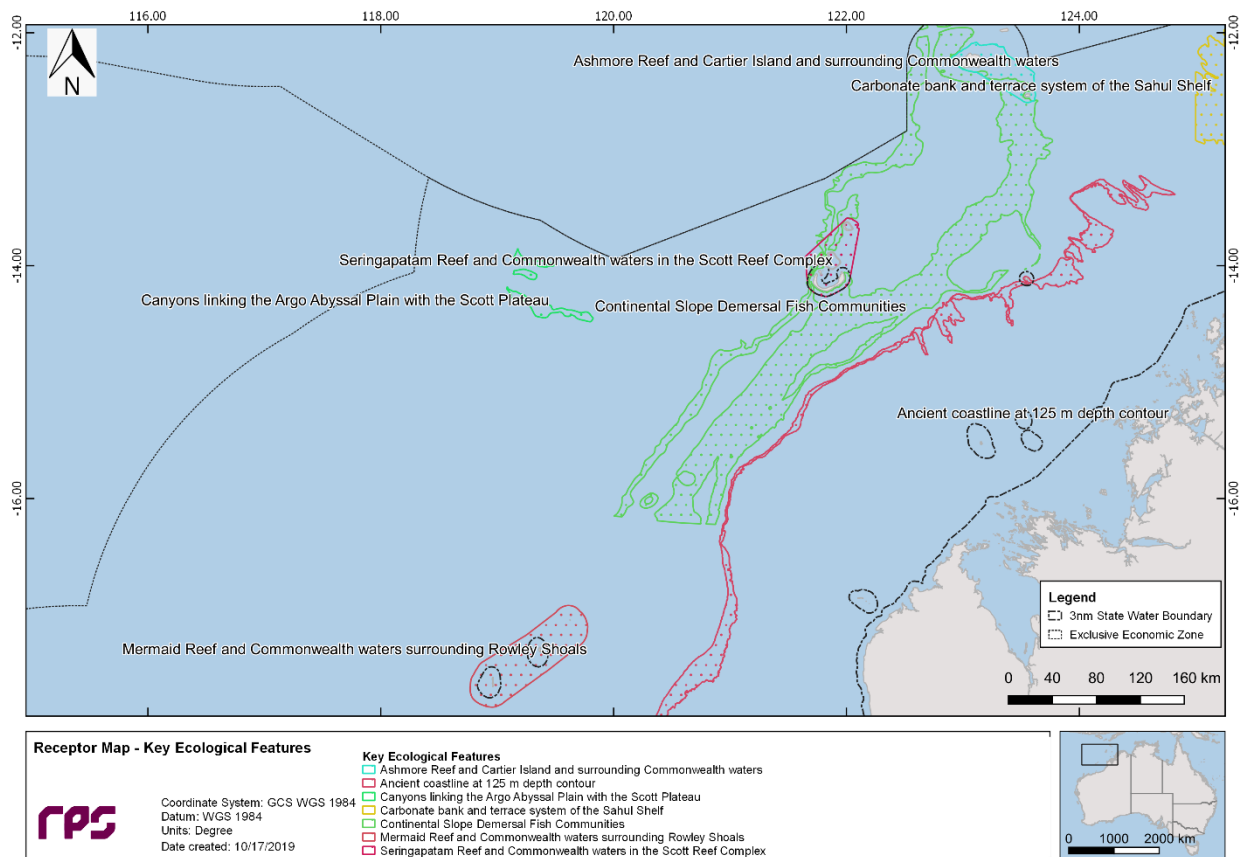 116.00 118.00 120.00 122.00 124.00
-12.00 -12.00
N
Ashmore Reef and Cartier Island and surrounding Commonwealth waters
Carbonate bank and terrace system of the Sahul Shelf
Seringapatam Reef and Commonwealth waters in the Scott Reef Complex
-14.00 -14.00
Canyons linking the Argo Abyssal Plain with the Scott Plateau
Continental Slope Demersal Fish Communities
Ancient coastline at 125 m depth contour
-16.00 -16.00
Legend
3nm State Water Boundary
Exclusive Economic Zone
Mermaid Reef and Commonwealth waters surrounding Rowley Shoals
0 40 80 120 160 km
Receptor Map - Key Ecological Features
rps
Coordinate System: GCS WGS 1984
Datum: WGS 1984
Units: Degree
Date created: 10/17/2019
Key Ecological Features
Ashmore Reef and Cartier Island and surrounding Commonwealth waters
Ancient coastline at 125 m depth contour
Canyons linking the Argo Abyssal Plain with the Scott Plateau
Carbonate bank and terrace system of the Sahul Shelf
Continental Slope Demersal Fish Communities
Mermaid Reef and Commonwealth waters surrounding Rowley Shoals
Seringapatam Reef and Commonwealth waters in the Scott Reef Complex
0 1000 2000 km